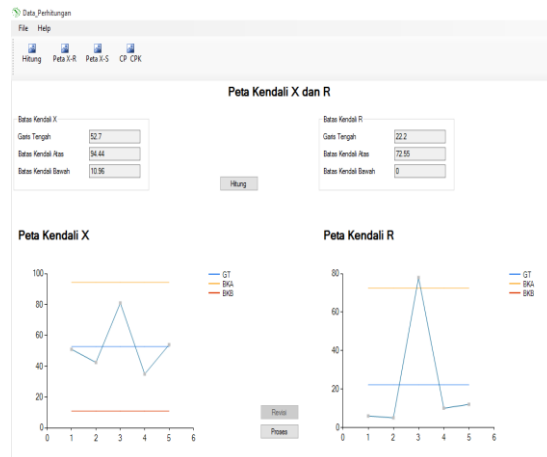 Data_Perhitungan
File Help
Hitung Peta X-R Peta X-S CP CPK
Peta Kendali X dan R
Batas Kendali X
Garis Tengah 52.7
Batas Kendali Atas 94.44
Batas Kendali Bawah 10.96
Hitung
Batas Kendali R
Garis Tengah 22.2
Batas Kendali Atas 72.55
Batas Kendali Bawah 0
Peta Kendali X
100
80
60
40
20
0
0 1 2 3 4 5 6
GT
BKA
BKB
Revisi
Proses
Peta Kendali R
80
60
40
20
0
0 1 2 3 4 5 6
GT
BKA
BKB